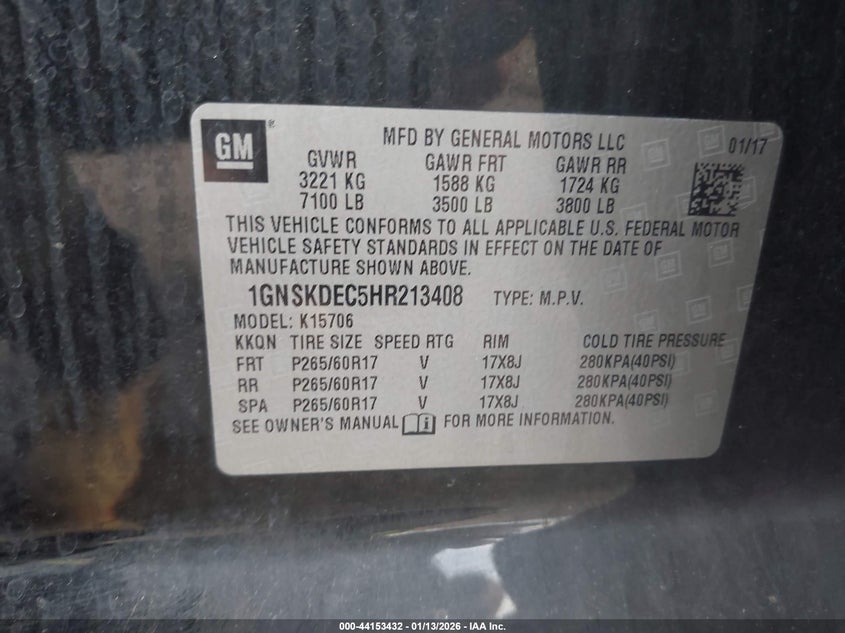 GM ®
MFD BY GENERAL MOTORS LLC 01/17
GVWR GAWR FRT GAWR RR
3221 KG 1588 KG 1724 KG
7100 LB 3500 LB 3800 LB
THIS VEHICLE CONFORMS TO ALL APPLICABLE U.S. FEDERAL MOTOR
VEHICLE SAFETY STANDARDS IN EFFECT ON THE DATE OF
MANUFACTURE SHOWN ABOVE.
1GNSKDEC5HR213408 TYPE: M.P.V.
MODEL: K15706
KKQN TIRE SIZE SPEED RTG RIM COLD TIRE PRESSURE
FRT P265/60R17 V 17X8J 280KPA(40PSI)
RR P265/60R17 V 17X8J 280KPA(40PSI)
SPA P265/60R17 V 17X8J 280KPA(40PSI)
SEE OWNER'S MANUAL i FOR MORE INFORMATION.
000-44153432 - 01/13/2026 - IAA Inc.